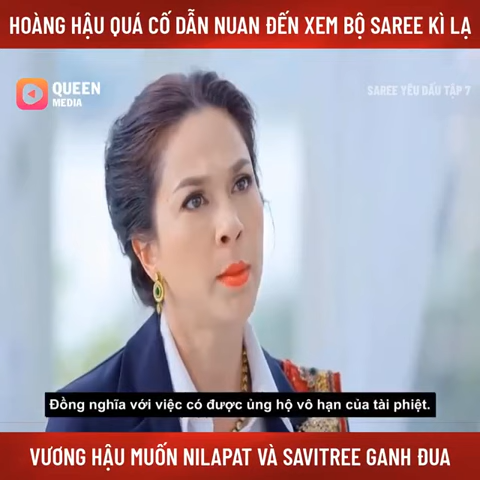 HOÀNG HẬU QUÁ CỐ DẪN NUAN ĐẾN XEM BỘ SAREE KÌ LẠ
QUEEN
MEDIA
SAREE YÊU DẤU TẬP 7
Đồng nghĩa với việc có được ủng hộ vô hạn của tài phiệt.
VƯƠNG HẬU MUỐN NILAPAT VÀ SAVITREE GANH ĐUA